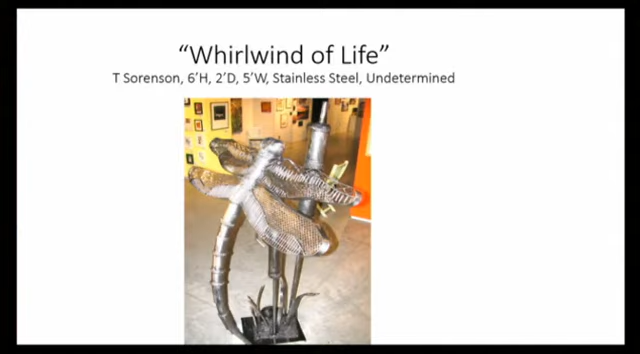 “Whirlwind of Life”
T Sorenson, 6’H, 2’D, 5’W, Stainless Steel, Undetermined